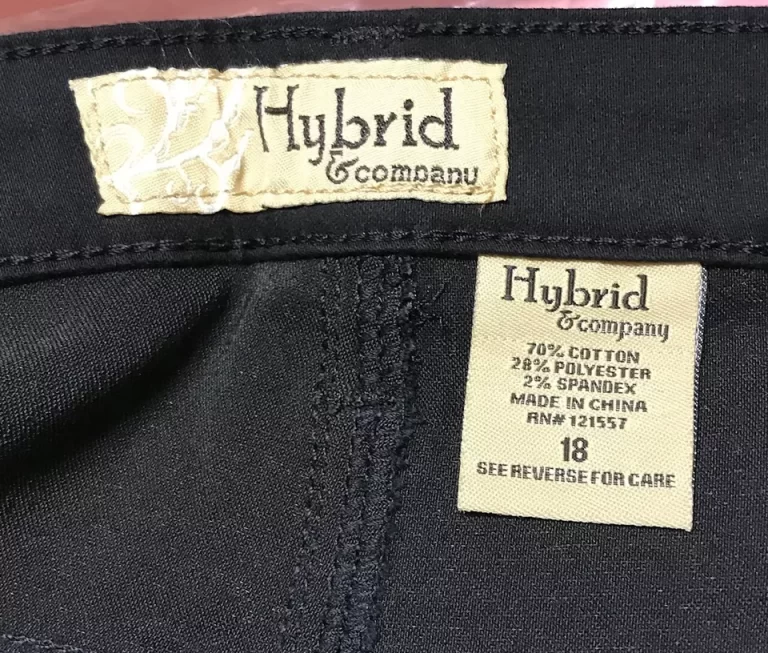 Hybrid
&company
Hybrid
&company
70% COTTON
28% POLYESTER
2% SPANDEX
MADE IN CHINA
RN# 121557
18
SEE REVERSE FOR CARE